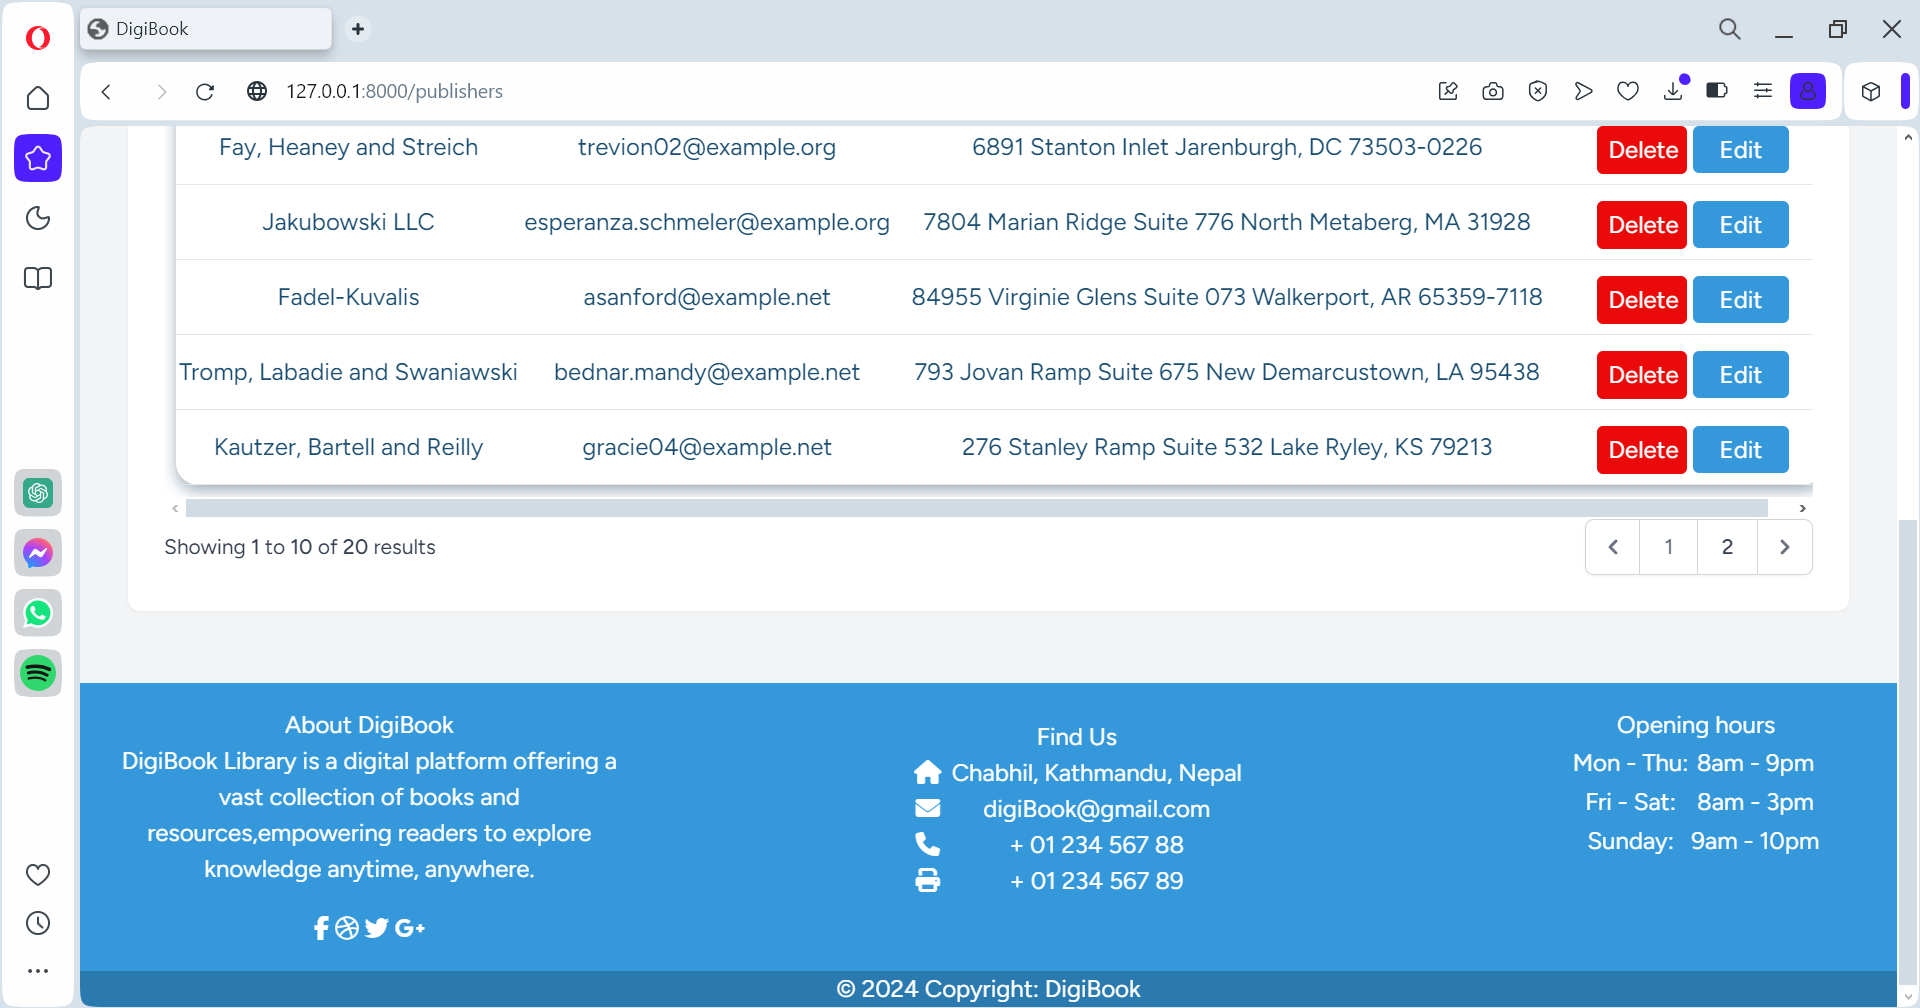 DigiBook
127.0.0.1:8000/publishers
Fay, Heaney and Streich trevion02@example.org 6891 Stanton Inlet Jarenburgh, DC 73503-0226 Delete Edit
Jakubowski LLC esperanza.schmeler@example.org 7804 Marian Ridge Suite 776 North Metaberg, MA 31928 Delete Edit
Fadel-Kuvalis asanford@example.net 84955 Virginie Glens Suite 073 Walkerport, AR 65359-7118 Delete Edit
Tromp, Labadie and Swaniawski bednar.mandy@example.net 793 Jovan Ramp Suite 675 New Demarcustown, LA 95438 Delete Edit
Kautzer, Bartell and Reilly gracie04@example.net 276 Stanley Ramp Suite 532 Lake Ryley, KS 79213 Delete Edit
Showing 1 to 10 of 20 results
1 2
About DigiBook
DigiBook Library is a digital platform offering a
vast collection of books and
resources,empowering readers to explore
knowledge anytime, anywhere.
G+
Find Us
Chabhil, Kathmandu, Nepal
digiBook@gmail.com
+ 01 234 567 88
+ 01 234 567 89
Opening hours
Mon - Thu: 8am - 9pm
Fri - Sat: 8am - 3pm
Sunday: 9am - 10pm
© 2024 Copyright: DigiBook